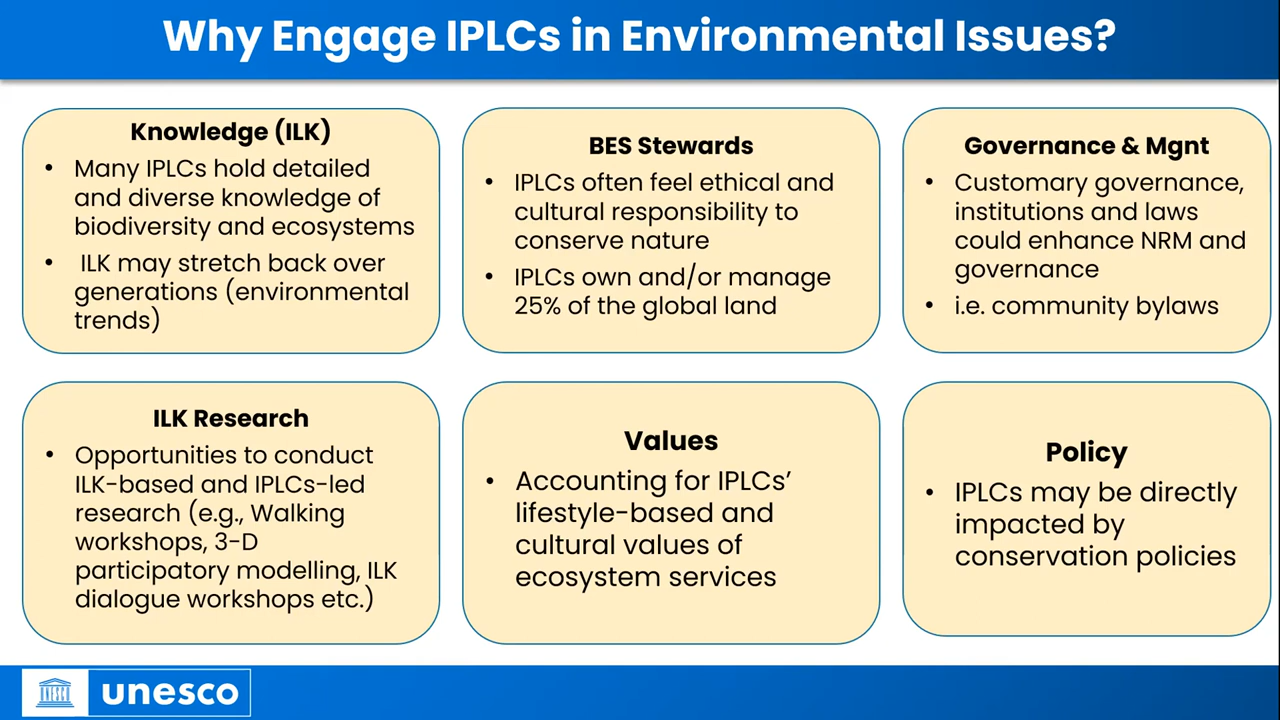 Why Engage IPLCs in Environmental Issues?
Knowledge (ILK)
• Many IPLCs hold detailed
and diverse knowledge of
biodiversity and ecosystems
• ILK may stretch back over
generations (environmental
trends)
BES Stewards
• IPLCs often feel ethical and
cultural responsibility to
conserve nature
• IPLCs own and/or manage
25% of the global land
Governance & Mgnt
• Customary governance,
institutions and laws
could enhance NRM and
governance
• i.e. community bylaws
ILK Research
• Opportunities to conduct
ILK-based and IPLCs-led
research (e.g., Walking
workshops, 3-D
participatory modelling, ILK
dialogue workshops etc.)
Values
• Accounting for IPLCs’
lifestyle-based and
cultural values of
ecosystem services
Policy
• IPLCs may be directly
impacted by
conservation policies
unesco